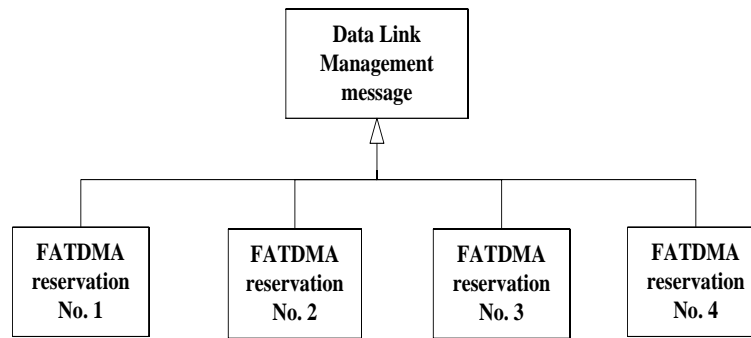 Data Link
Management
message
FATDMA
reservation
No. 1
FATDMA
reservation
No. 2
FATDMA
reservation
No. 3
FATDMA
reservation
No. 4